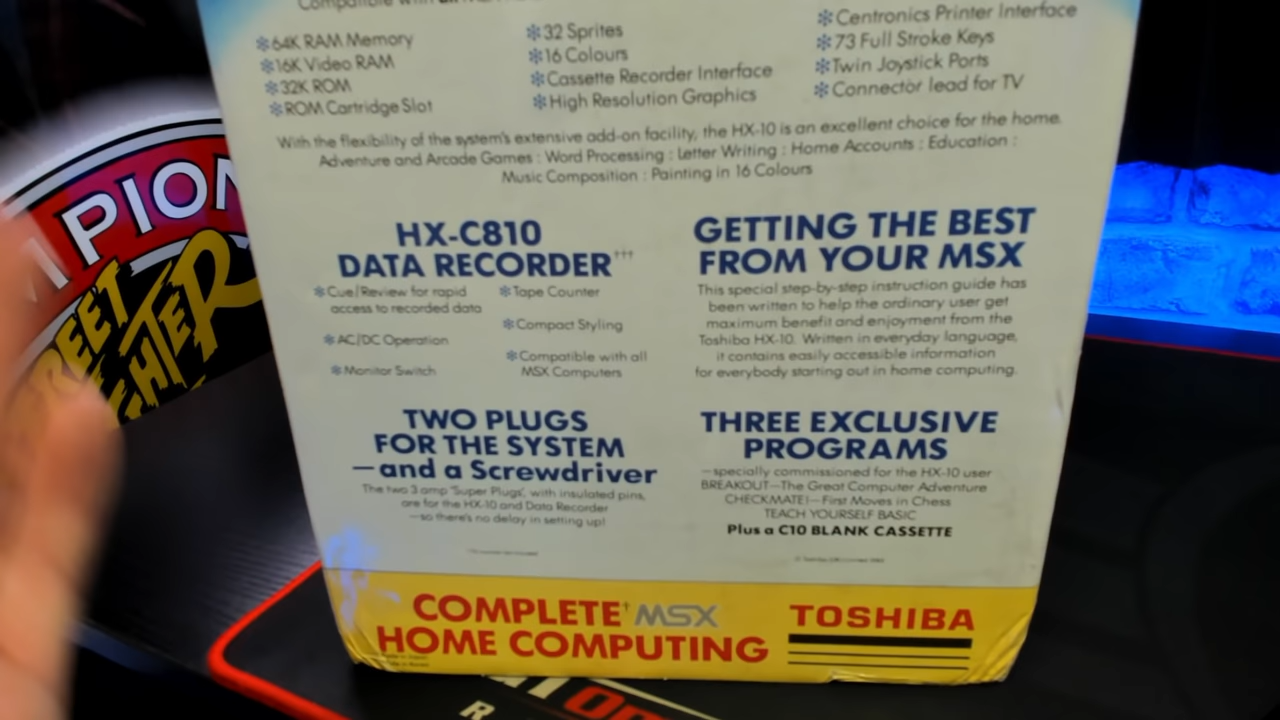 Compatible with all
✻64K RAM Memory
✻16K Video RAM
✻32K ROM
✻ROM Cartridge Slot
✻32 Sprites
✻16 Colours
✻Cassette Recorder Interface
✻High Resolution Graphics
✻Centronics Printer Interface
✻73 Full Stroke Keys
✻Twin Joystick Ports
✻Connector lead for TV
With the flexibility of the system's extensive add-on facility, the HX-10 is an excellent choice for the home.
Adventure and Arcade Games : Word Processing : Letter Writing : Home Accounts : Education :
Music Composition : Painting in 16 Colours
HX-C810
DATA RECORDER†††
✻Cue/Review for rapid
access to recorded data
✻AC/DC Operation
✻Monitor Switch
✻Tape Counter
✻Compact Styling
✻Compatible with all
MSX Computers
GETTING THE BEST
FROM YOUR MSX
This special step-by-step instruction guide has
been written to help the ordinary user get
maximum benefit and enjoyment from the
Toshiba HX-10. Written in everyday language,
it contains easily accessible information
for everybody starting out in home computing.
TWO PLUGS
FOR THE SYSTEM
—and a Screwdriver
The two 3 amp 'Super Plugs', with insulated pins,
are for the HX-10 and Data Recorder
—so there's no delay in setting up!
THREE EXCLUSIVE
PROGRAMS
—specially commissioned for the HX-10 user
BREAKOUT—The Great Computer Adventure
CHECKMATE!—First Moves in Chess
TEACH YOURSELF BASIC
Plus a C10 BLANK CASSETTE
COMPLETE† MSX
HOME COMPUTING
TOSHIBA
MPION
REET
GHTER